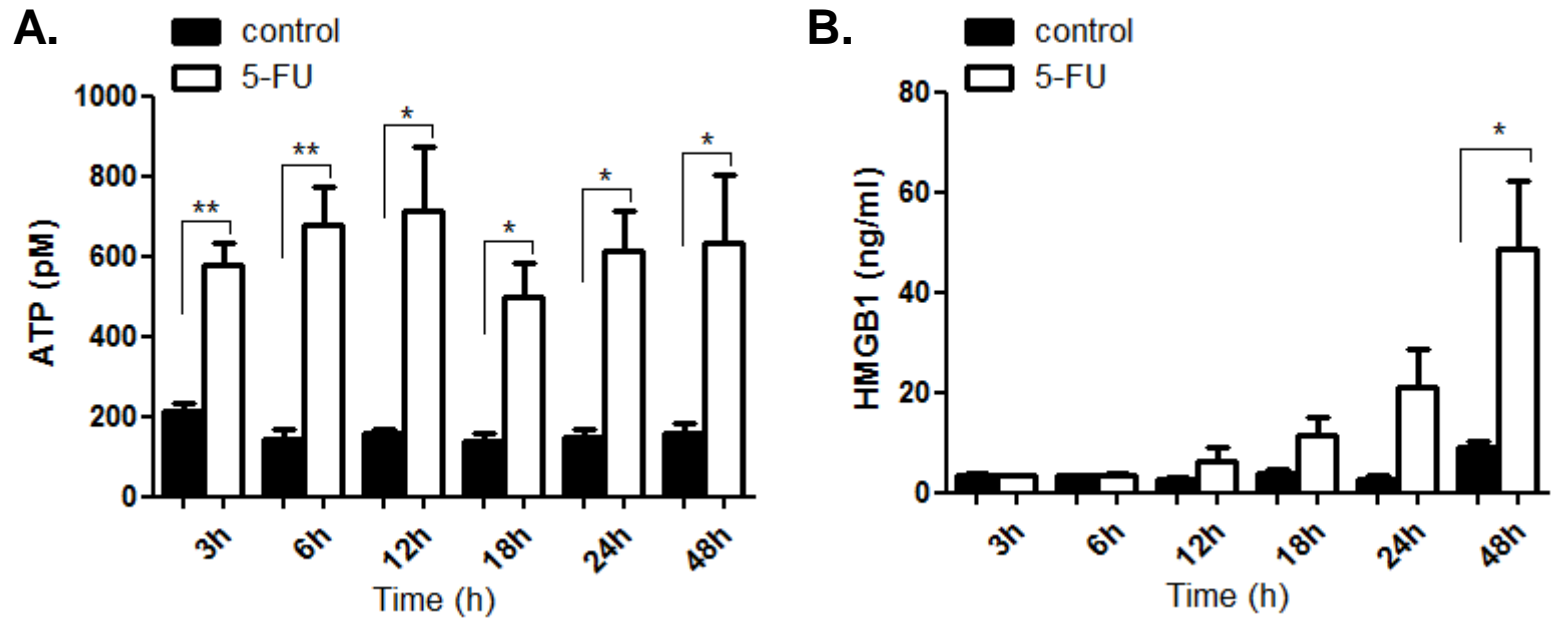 A.
control
5-FU
1000
800
600
400
200
0
ATP (pM)
**
**
*
*
*
*
3h
6h
12h
18h
24h
48h
Time (h)
B.
control
5-FU
80
60
40
20
0
HMGB1 (ng/ml)
*
3h
6h
12h
18h
24h
48h
Time (h)